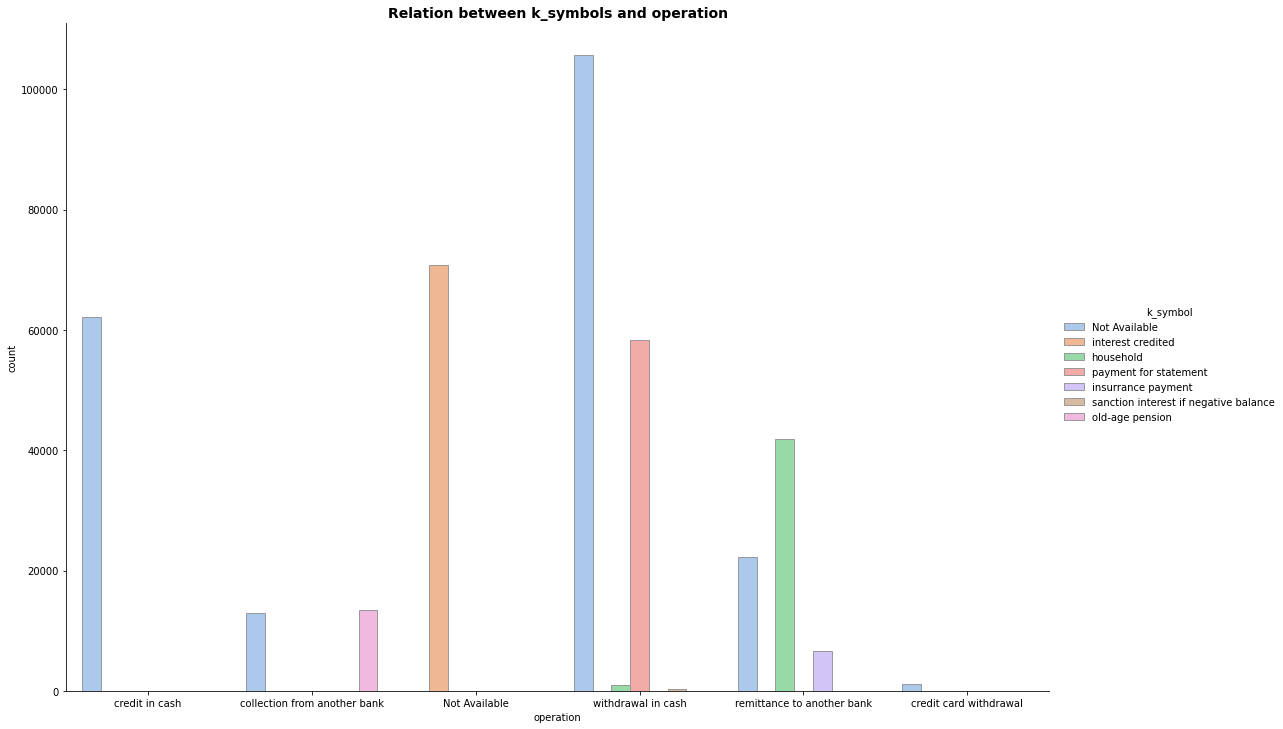 Relation between k_symbols and operation
100000
80000
60000
40000
20000
0
count
credit in cash
collection from another bank
Not Available
withdrawal in cash
remittance to another bank
credit card withdrawal
operation
k_symbol
Not Available
interest credited
household
payment for statement
insurrance payment
sanction interest if negative balance
old-age pension